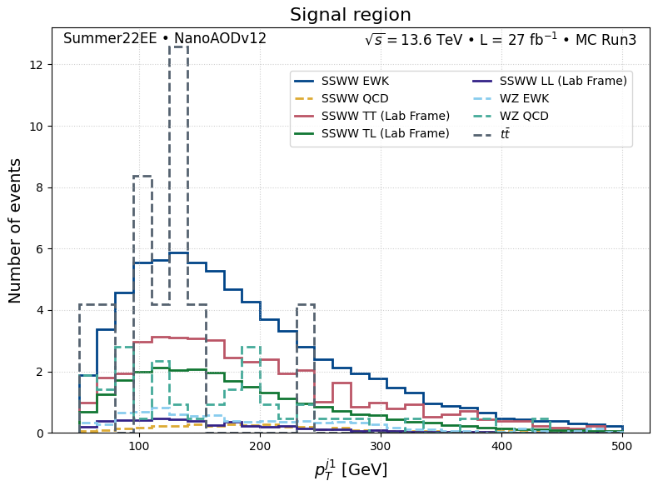 Signal region
Summer22EE • NanoAODv12
√s = 13.6 TeV • L = 27 fb⁻¹ • MC Run3
SSWW EWK
SSWW QCD
SSWW TT (Lab Frame)
SSWW TL (Lab Frame)
SSWW LL (Lab Frame)
WZ EWK
WZ QCD
tt̄
Number of events
12
10
8
6
4
2
0
100
200
300
400
500
p_T^{j1} [GeV]